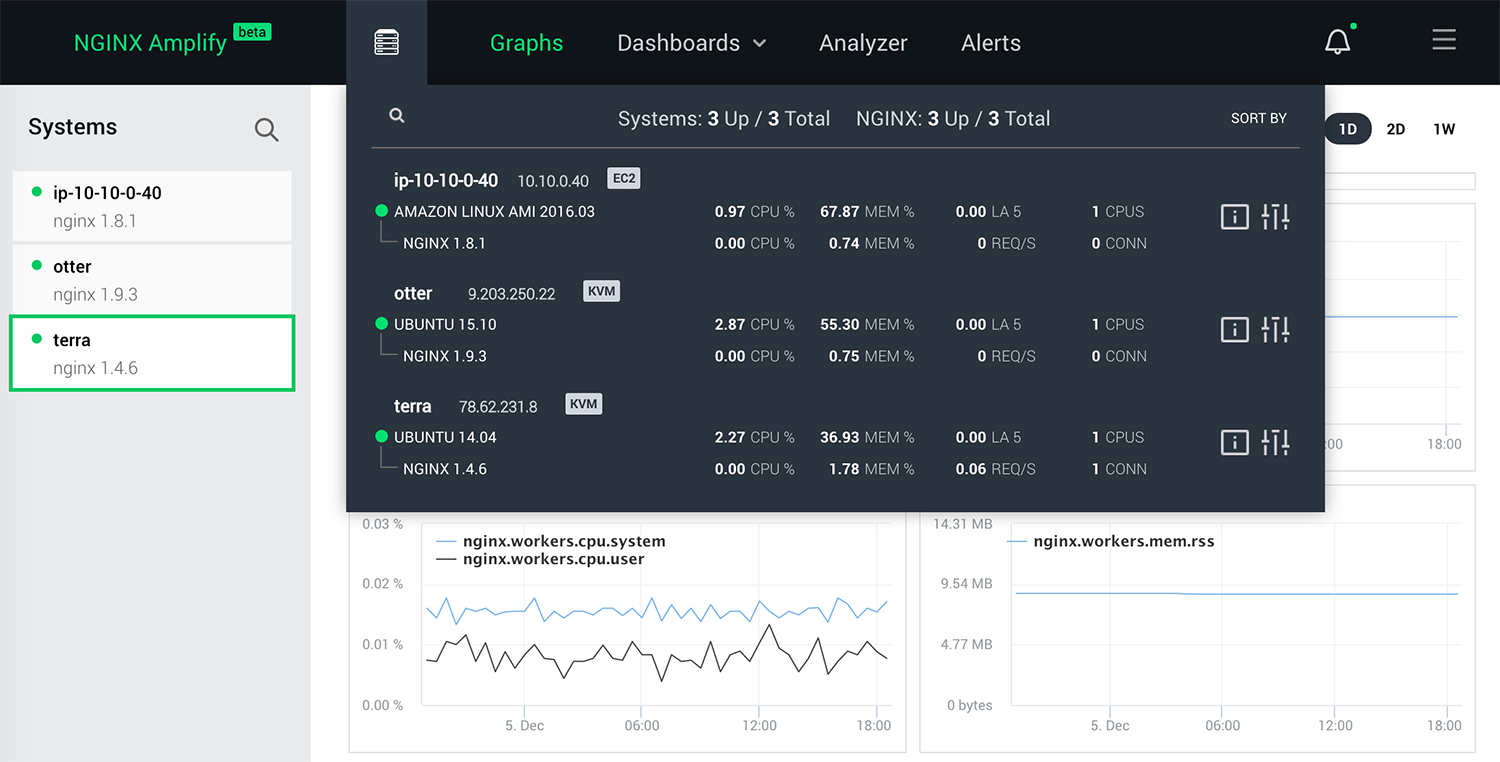 NGINX Amplify beta
Graphs Dashboards Analyzer Alerts
Systems
ip-10-10-0-40
nginx 1.8.1
otter
nginx 1.9.3
terra
nginx 1.4.6
Systems: 3 Up / 3 Total NGINX: 3 Up / 3 Total SORT BY
ip-10-10-0-40 10.10.0.40 EC2
AMAZON LINUX AMI 2016.03 0.97 CPU % 67.87 MEM % 0.00 LA 5 1 CPUS
NGINX 1.8.1 0.00 CPU % 0.74 MEM % 0 REQ/S 0 CONN
otter 9.203.250.22 KVM
UBUNTU 15.10 2.87 CPU % 55.30 MEM % 0.00 LA 5 1 CPUS
NGINX 1.9.3 0.00 CPU % 0.75 MEM % 0 REQ/S 0 CONN
terra 78.62.231.8 KVM
UBUNTU 14.04 2.27 CPU % 36.93 MEM % 0.00 LA 5 1 CPUS
NGINX 1.4.6 0.00 CPU % 1.78 MEM % 0.06 REQ/S 1 CONN
1D 2D 1W
:00 18:00
0.03 %
nginx.workers.cpu.system
nginx.workers.cpu.user
0.02 %
0.01 %
0.00 %
5. Dec 06:00 12:00 18:00
14.31 MB
nginx.workers.mem.rss
9.54 MB
4.77 MB
0 bytes
5. Dec 06:00 12:00 18:00